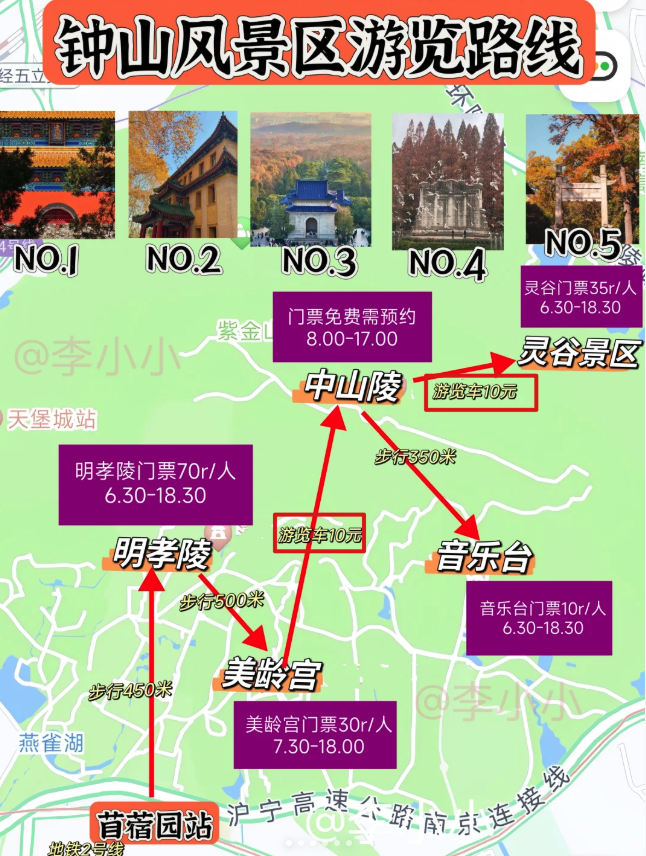 钟山风景区游览路线
经五立
环
NO.1
NO.2
NO.3
NO.4
NO.5
4号线
陵
灵谷门票35r/人
6.30-18.30
门票免费需预约
8.00-17.00
紫金山
@李小小
灵谷景区
中山陵
游览车10元
天堡城站
步行350米
明孝陵门票70r/人
6.30-18.30
游览车10元
明孝陵
音乐台
步行500米
音乐台门票10r/人
6.30-18.30
美龄宫
步行450米
@李小小
美龄宫门票30r/人
7.30-18.00
燕雀湖
苜蓿园站
沪宁高速公路南京连接线
@李小小
地铁2号线